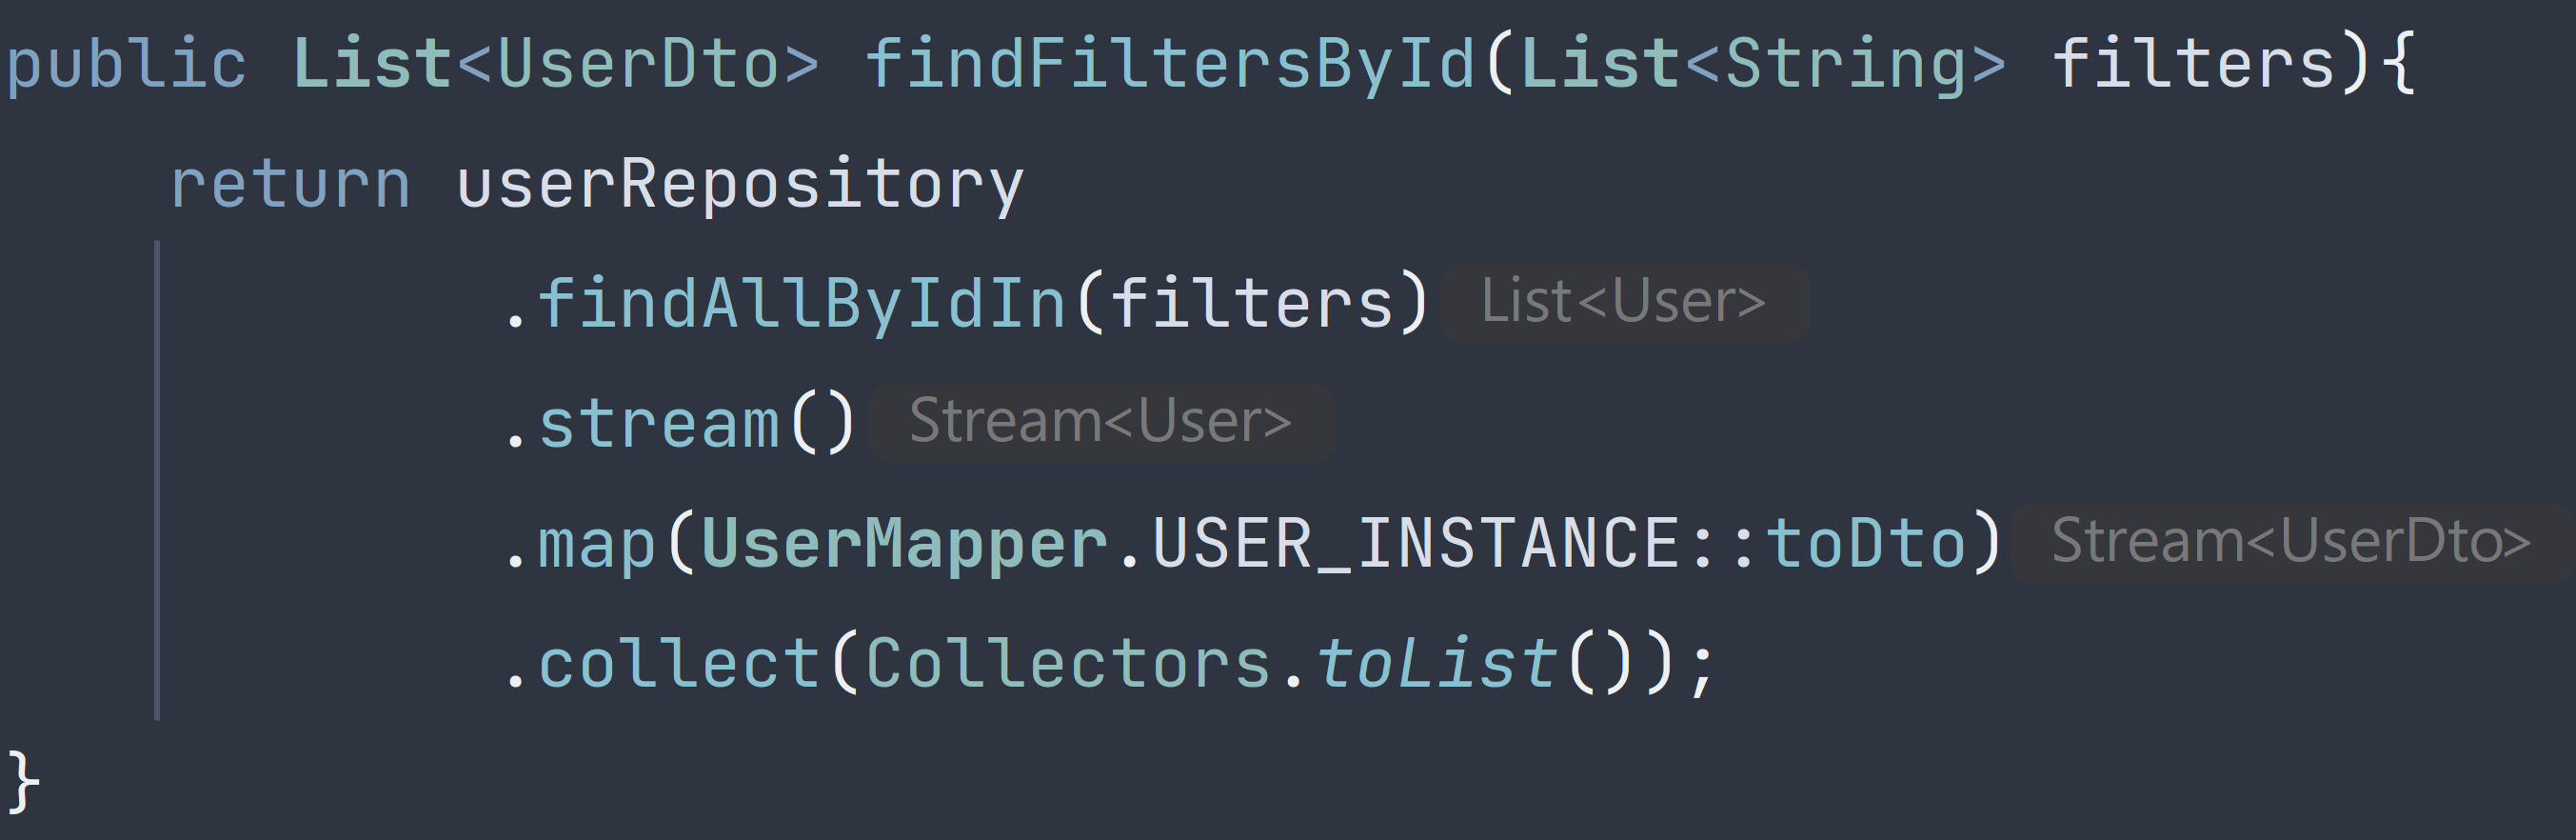 public List<UserDto> findFiltersById(List<String> filters){
return userRepository
.findAllByIdIn(filters) List<User>
.stream() Stream<User>
.map(UserMapper.USER_INSTANCE::toDto) Stream<UserDto>
.collect(Collectors.toList());
}